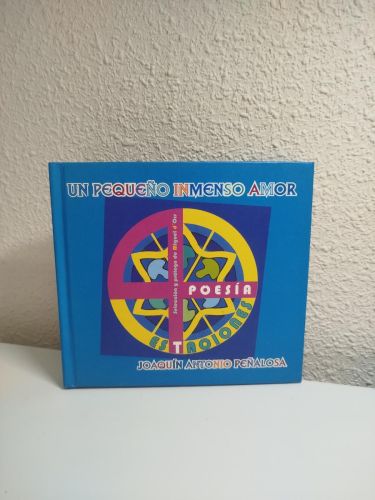 UN PEQUEÑO INMENSO AMOR
Selección y prólogo de Miguel d'Ors
POESÍA
ESTACIONES
JOAQUÍN ANTONIO PEÑALOSA